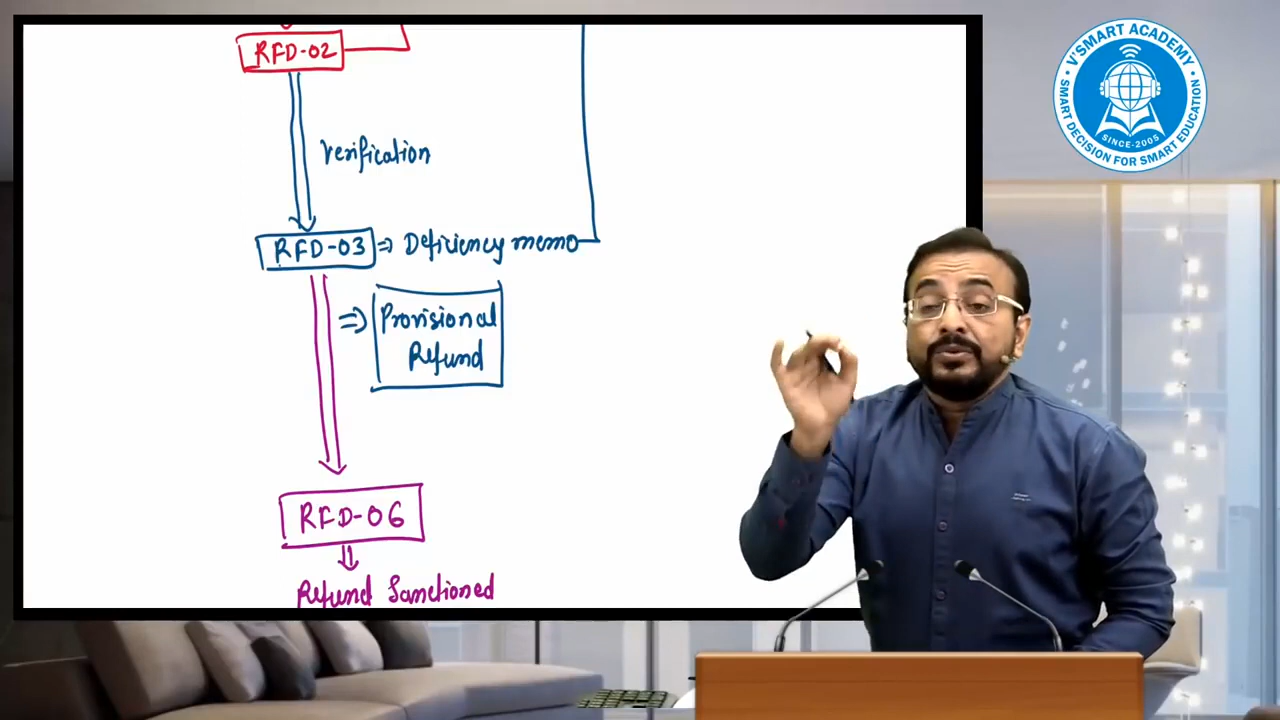 RFD-02
Verification
RFD-03 ⇒ Deficiency memo
⇒ Provisional
Refund
RFD-06
Refund Sanctioned
V'SMART ACADEMY
SINCE-2005
SMART DECISION FOR SMART EDUCATION